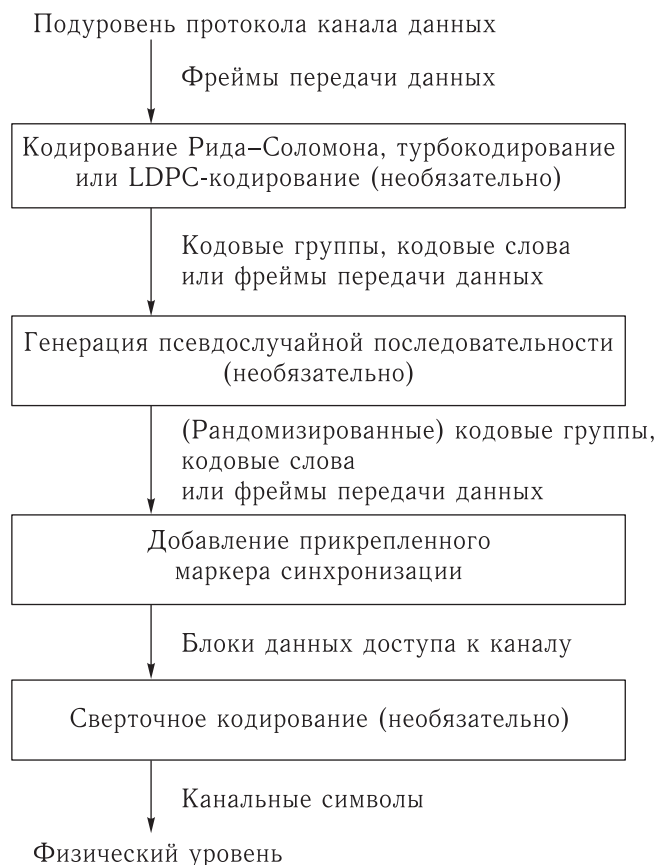 Подуровень протокола канала данных
Фреймы передачи данных
Кодирование Рида–Соломона, турбокодирование
или LDPC-кодирование (необязательно)
Кодовые группы, кодовые слова
или фреймы передачи данных
Генерация псевдослучайной последовательности
(необязательно)
(Рандомизированные) кодовые группы,
кодовые слова
или фреймы передачи данных
Добавление прикрепленного
маркера синхронизации
Блоки данных доступа к каналу
Сверточное кодирование (необязательно)
Канальные символы
Физический уровень